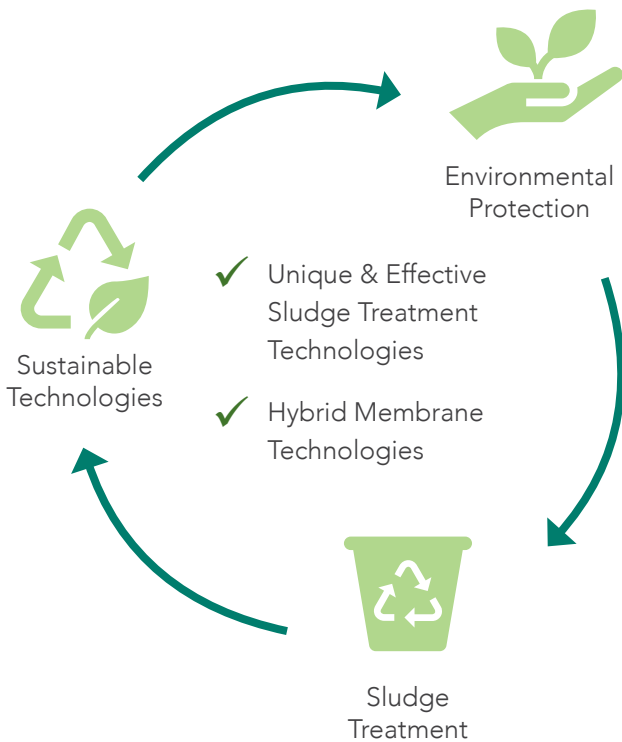 Environmental
Protection
Unique & Effective
Sludge Treatment
Technologies
Sustainable
Technologies
Hybrid Membrane
Technologies
Sludge
Treatment